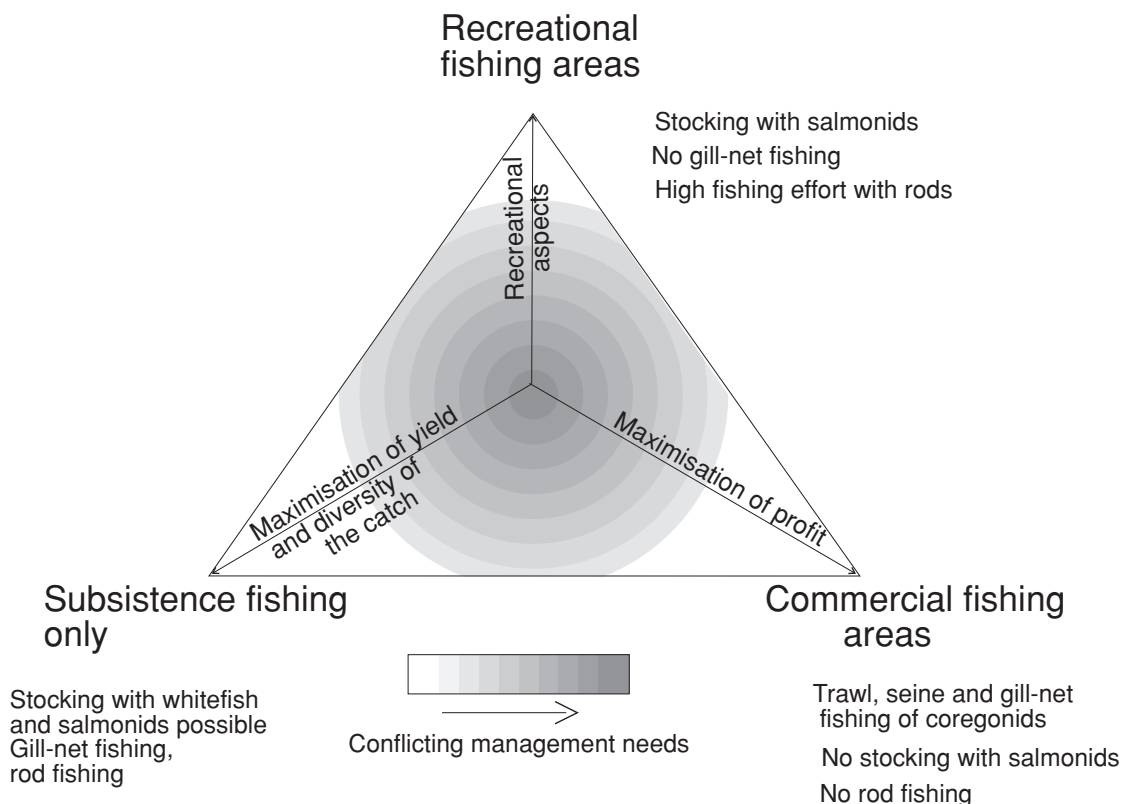 Recreational
fishing areas
Stocking with salmonids
No gill-net fishing
High fishing effort with rods
Recreational
aspects
Maximisation of yield
and diversity of
the catch
Maximisation of profit
Subsistence fishing
only
Commercial fishing
areas
Stocking with whitefish
and salmonids possible
Gill-net fishing,
rod fishing
Conflicting management needs
Trawl, seine and gill-net
fishing of coregonids
No stocking with salmonids
No rod fishing